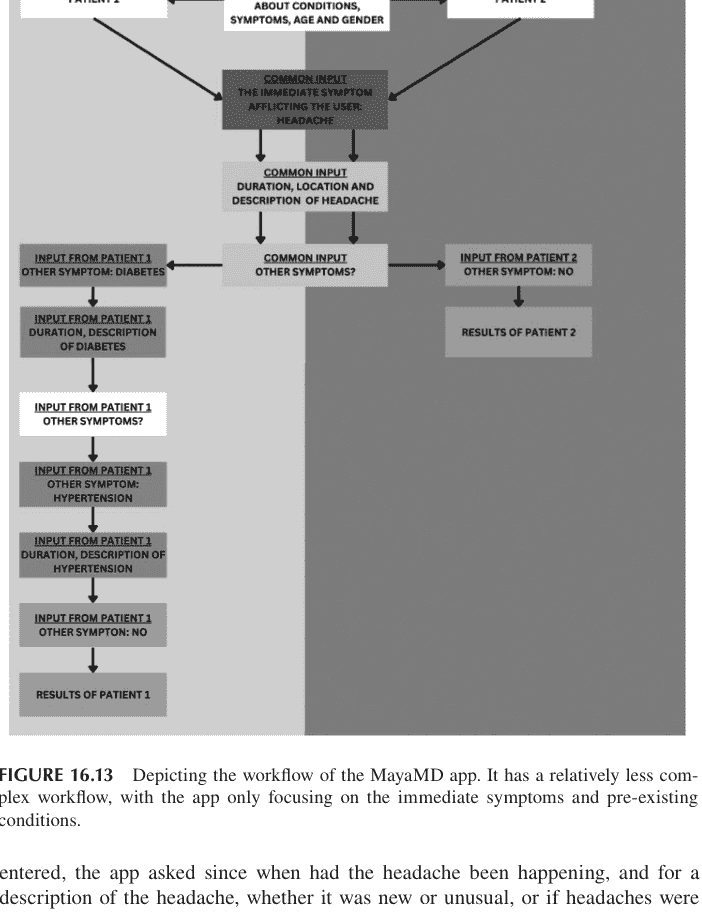 PATIENT 1
ABOUT CONDITIONS,
SYMPTOMS, AGE AND GENDER
PATIENT 2
COMMON INPUT
THE IMMEDIATE SYMPTOM
AFFLICTING THE USER:
HEADACHE
COMMON INPUT
DURATION, LOCATION AND
DESCRIPTION OF HEADACHE
INPUT FROM PATIENT 1
OTHER SYMPTOM: DIABETES
COMMON INPUT
OTHER SYMPTOMS?
INPUT FROM PATIENT 2
OTHER SYMPTOM: NO
INPUT FROM PATIENT 1
DURATION, DESCRIPTION
OF DIABETES
RESULTS OF PATIENT 2
INPUT FROM PATIENT 1
OTHER SYMPTOMS?
INPUT FROM PATIENT 1
OTHER SYMPTOM:
HYPERTENSION
INPUT FROM PATIENT 1
DURATION, DESCRIPTION OF
HYPERTENSION
INPUT FROM PATIENT 1
OTHER SYMPTON: NO
RESULTS OF PATIENT 1
FIGURE 16.13 Depicting the workflow of the MayaMD app. It has a relatively less com-
plex workflow, with the app only focusing on the immediate symptoms and pre-existing
conditions.
entered, the app asked since when had the headache been happening, and for a
description of the headache, whether it was new or unusual, or if headaches were